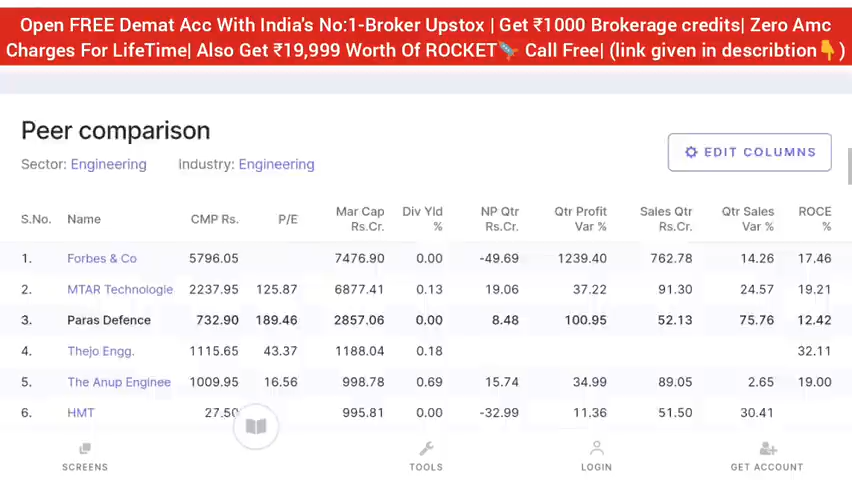 Open FREE Demat Acc With India's No:1-Broker Upstox | Get ₹1000 Brokerage credits| Zero Amc
Charges For LifeTime| Also Get ₹19,999 Worth Of ROCKET🚀 Call Free| (link given in describtion👇)
Peer comparison
Sector: Engineering Industry: Engineering
EDIT COLUMNS
S.No. Name CMP Rs. P/E Mar Cap Rs.Cr. Div Yld % NP Qtr Rs.Cr. Qtr Profit Var % Sales Qtr Rs.Cr. Qtr Sales Var % ROCE %
1. Forbes & Co 5796.05 7476.90 0.00 -49.69 1239.40 762.78 14.26 17.46
2. MTAR Technologie 2237.95 125.87 6877.41 0.13 19.06 37.22 91.30 24.57 19.21
3. Paras Defence 732.90 189.46 2857.06 0.00 8.48 100.95 52.13 75.76 12.42
4. Thejo Engg. 1115.65 43.37 1188.04 0.18 32.11
5. The Anup Enginee 1009.95 16.56 998.78 0.69 15.74 34.99 89.05 2.65 19.00
6. HMT 27.50 995.81 0.00 -32.99 11.36 51.50 30.41
SCREENS TOOLS LOGIN GET ACCOUNT